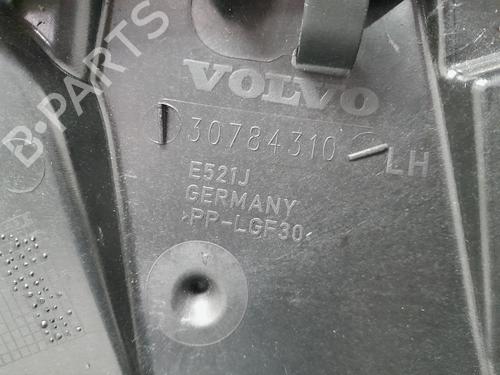 B-PARTS
VOLVO
30784310 LH
E521J
GERMANY
>PP-LGF30<